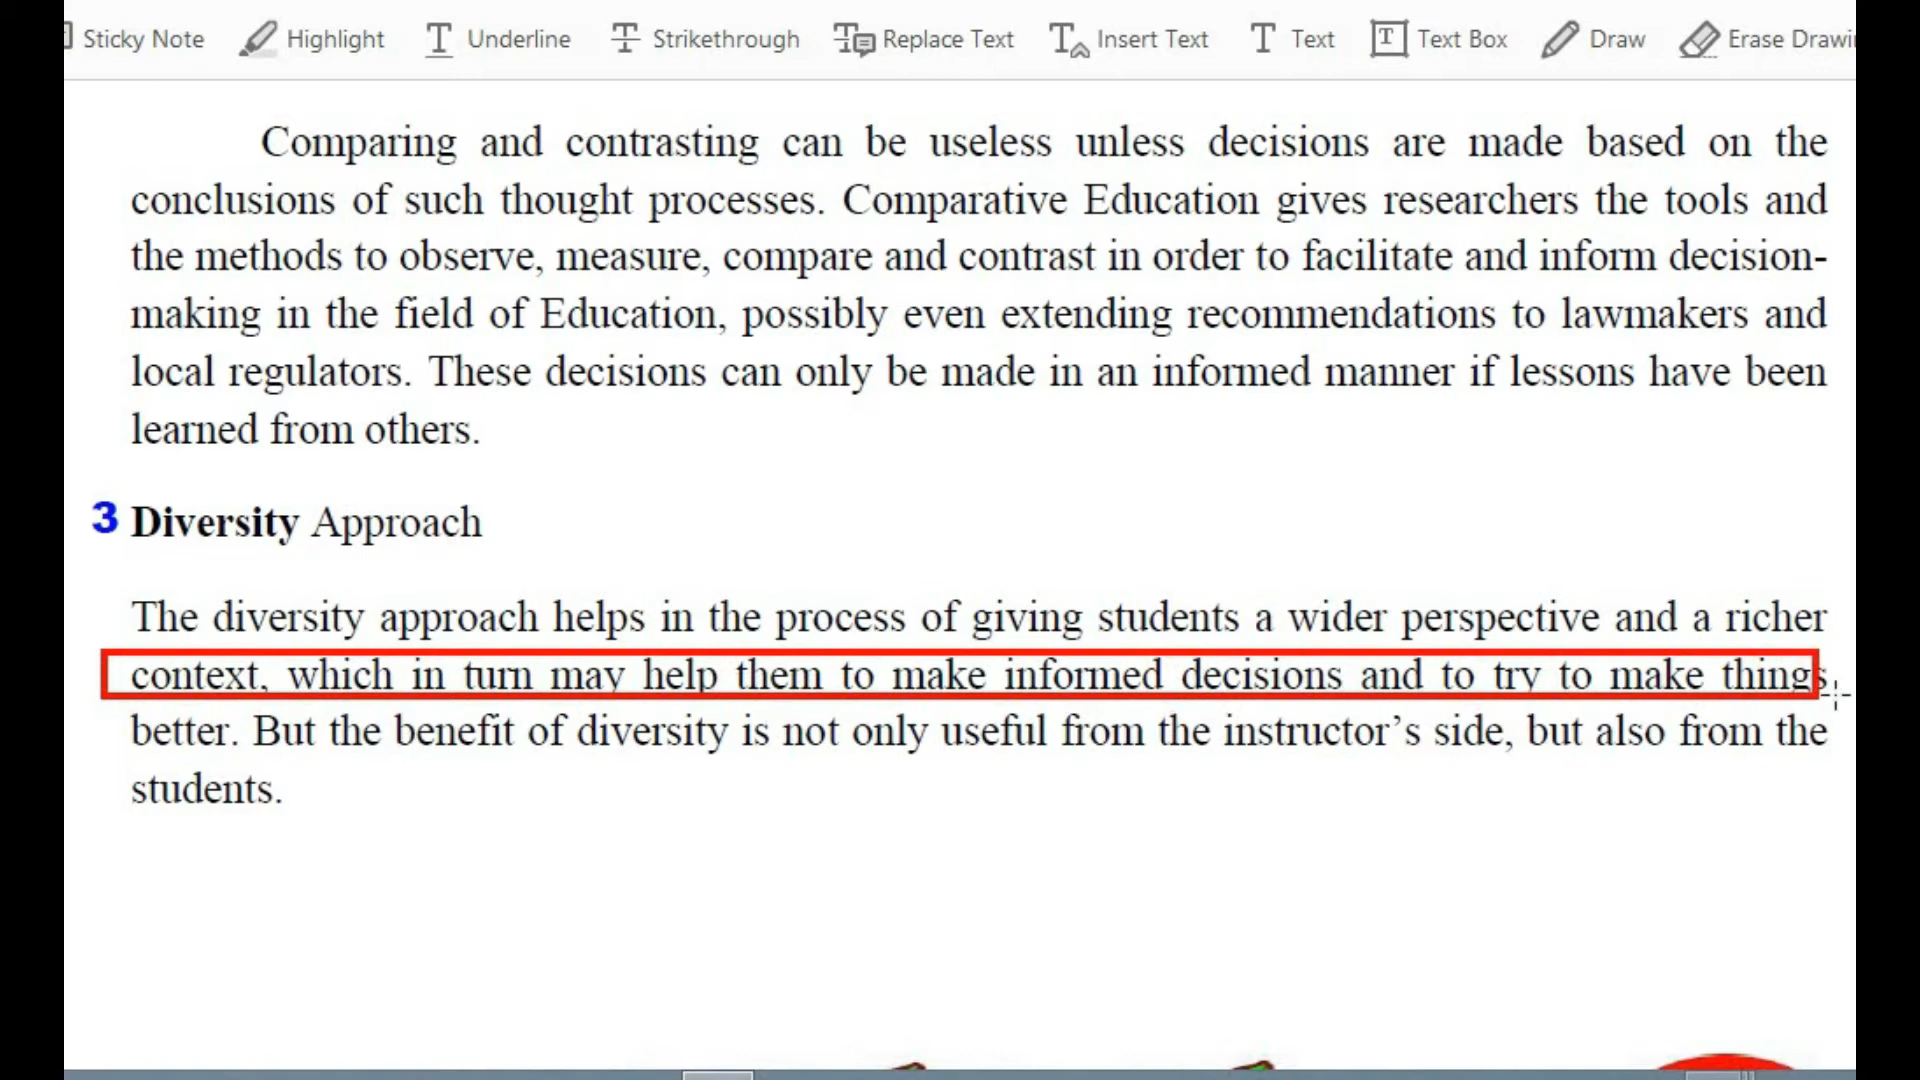 Sticky Note Highlight Underline Strikethrough Replace Text Insert Text Text Text Box Draw Erase
Comparing and contrasting can be useless unless decisions are made based on the
conclusions of such thought processes. Comparative Education gives researchers the tools and
the methods to observe, measure, compare and contrast in order to facilitate and inform decision-
making in the field of Education, possibly even extending recommendations to lawmakers and
local regulators. These decisions can only be made in an informed manner if lessons have been
learned from others.
3 Diversity Approach
The diversity approach helps in the process of giving students a wider perspective and a richer
context, which in turn may help them to make informed decisions and to try to make things
better. But the benefit of diversity is not only useful from the instructor’s side, but also from the
students.